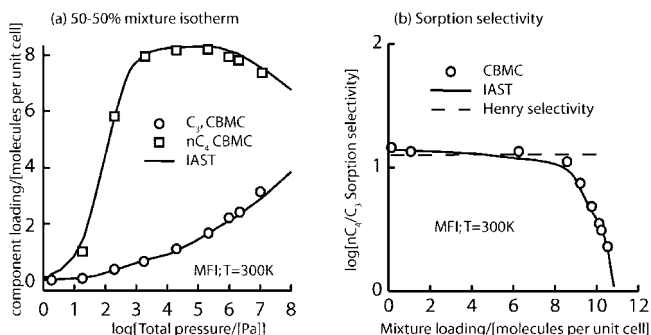 (a) 50-50% mixture isotherm
component loading/[molecules per unit cell]
8
6
4
2
0
C3, CBMC
nC4 CBMC
IAST
MFI; T=300K
0 1 2 3 4 5 6 7 8
log[Total pressure/[Pa]]
(b) Sorption selectivity
log[nC4/C3 Sorption selectivity]
2
1
0
CBMC
IAST
Henry selectivity
MFI; T=300K
0 2 4 6 8 10 12
Mixture loading/[molecules per unit cell]